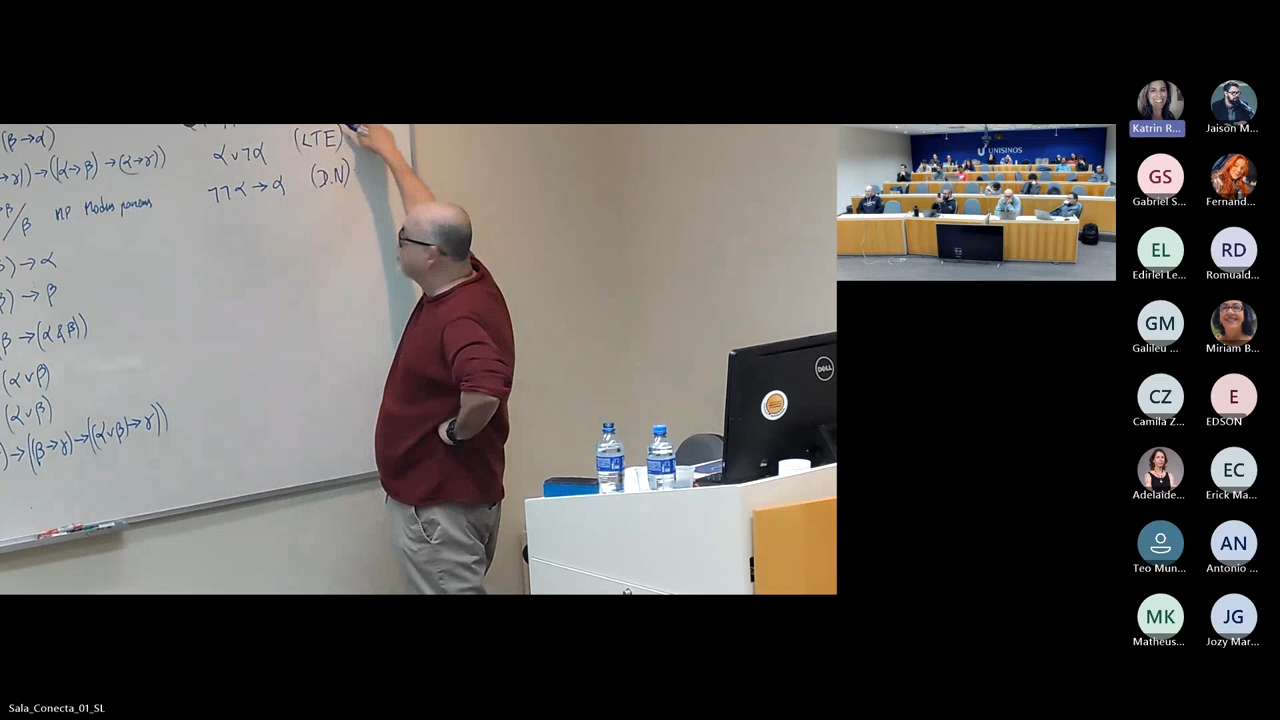 (β→α)
→γ))→((α→β)→(α→γ))
β/β MP Modus ponens
β)→α
β)→β
β→(α&β))
(α∨β)
(α∨β)
)→((β→γ)→((α∨β)→γ))
α∨¬α (LTE)
¬¬α→α (D.N)
UNISINOS
DELL
Katrin R...
Jaison M...
GS
Gabriel S...
Fernand...
EL
Edirlei Le...
RD
Romuald...
GM
Galileu ...
Miriam B...
CZ
Camila Z...
E
EDSON
Adelaide...
EC
Erick Ma...
Teo Mun...
AN
Antonio ...
MK
Matheus...
JG
Jozy Mar...
Sala_Conecta_01_SL